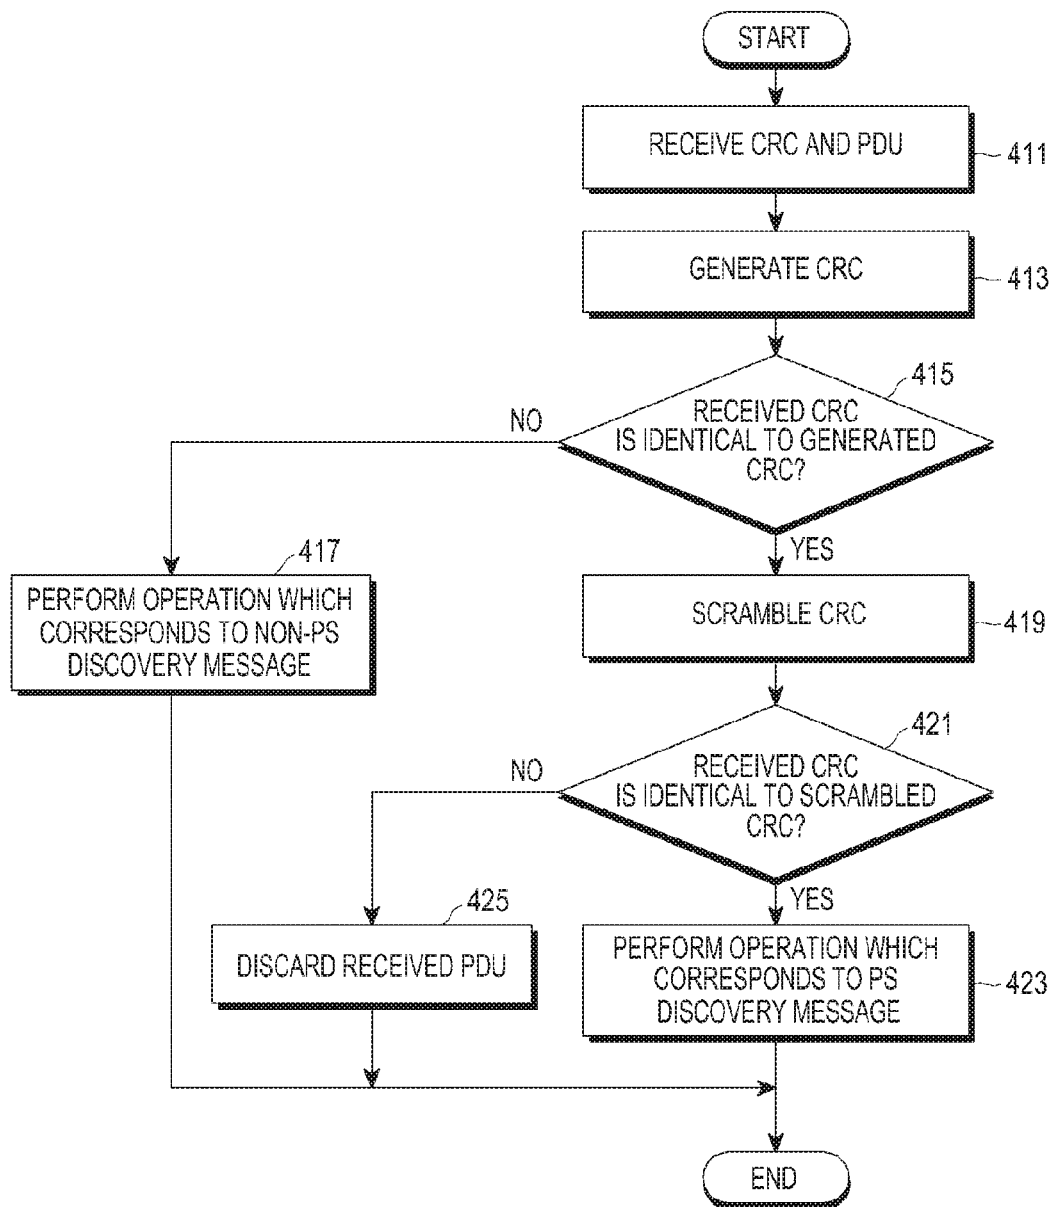 START
RECEIVE CRC AND PDU
411
GENERATE CRC
413
415
RECEIVED CRC
IS IDENTICAL TO GENERATED
CRC?
NO
YES
417
PERFORM OPERATION WHICH
CORRESPONDS TO NON-PS
DISCOVERY MESSAGE
SCRAMBLE CRC
419
421
RECEIVED CRC
IS IDENTICAL TO SCRAMBLED
CRC?
NO
YES
425
DISCARD RECEIVED PDU
PERFORM OPERATION WHICH
CORRESPONDS TO PS
DISCOVERY MESSAGE
423
END